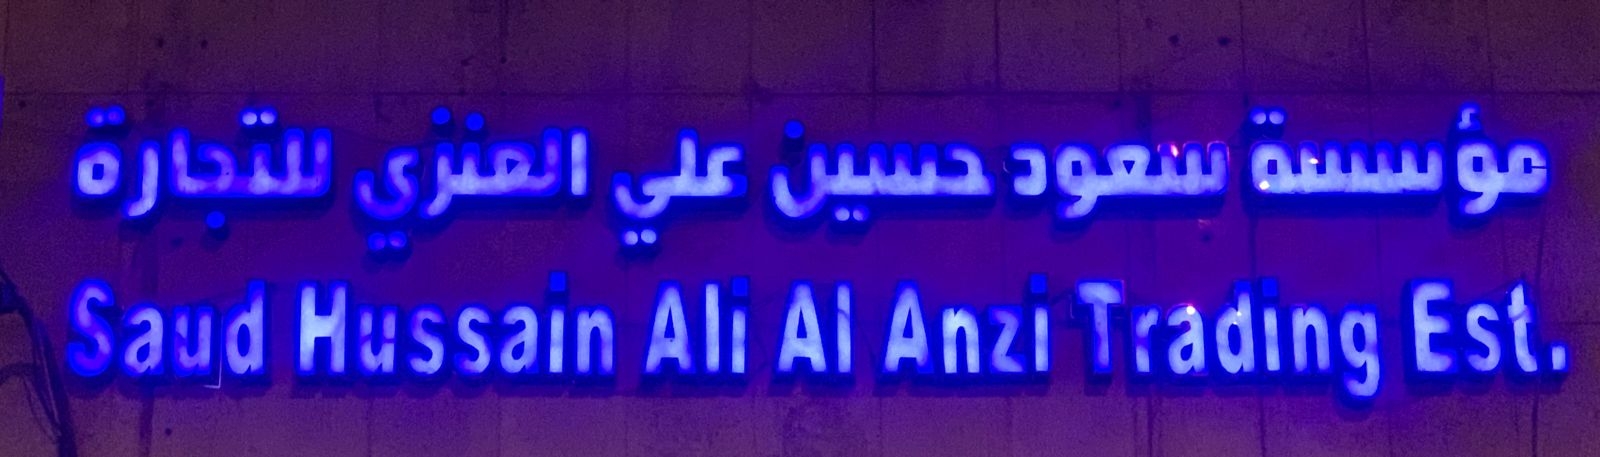 مؤسسة سعود حسين علي العنزي للتجارة
Saud Hussain Ali Al Anzi Trading Est.